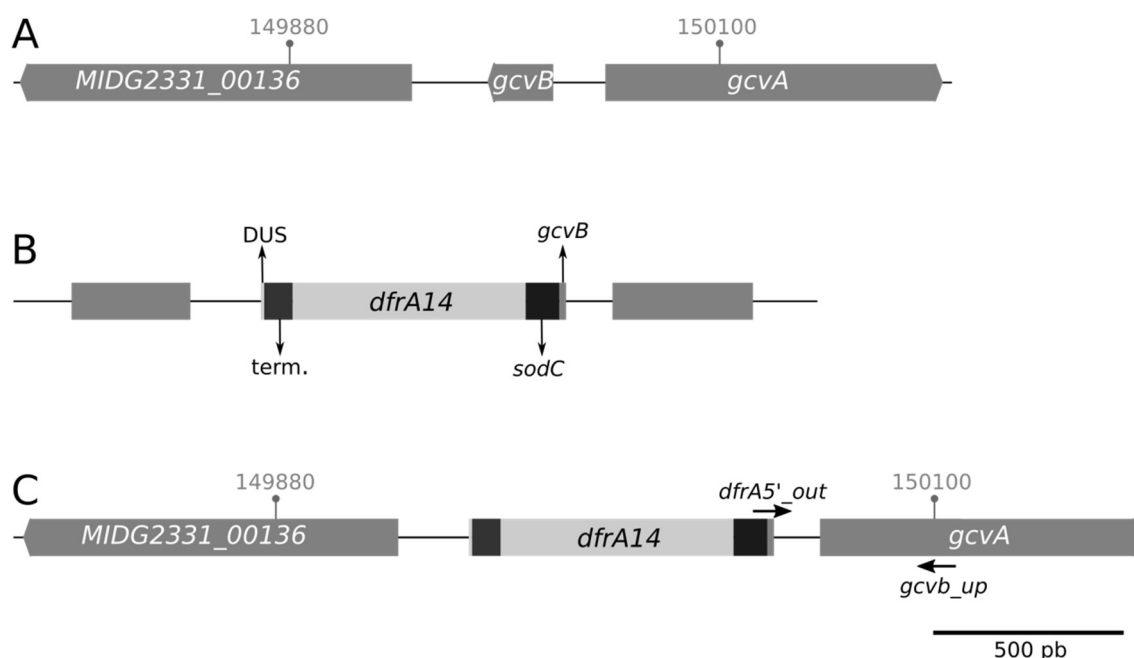 A
149880 150100
MIDG2331_00136 gcvB gcvA
B
DUS gcvB
dfrA14
term. sodC
C
149880 dfrA5'_out 150100
MIDG2331_00136 dfrA14 gcvA
gcvb_up
500 pb